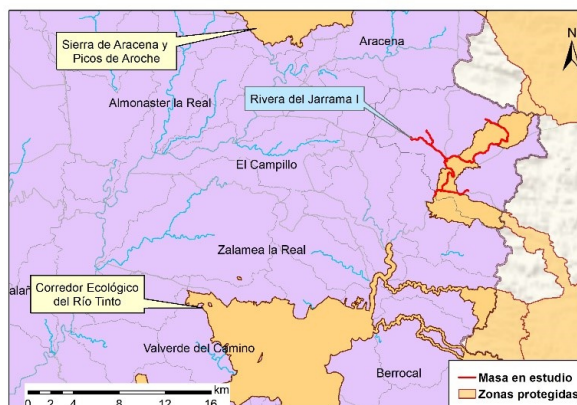 Sierra de Aracena y
Picos de Aroche
Aracena
N
Almonaster la Real
Rivera del Jarrama I
El Campillo
Zalamea la Real
Corredor Ecológico
del Río Tinto
Valverde del Camino
Berrocal
km
0 2 4 8 12 16
Masa en estudio
Zonas protegidas